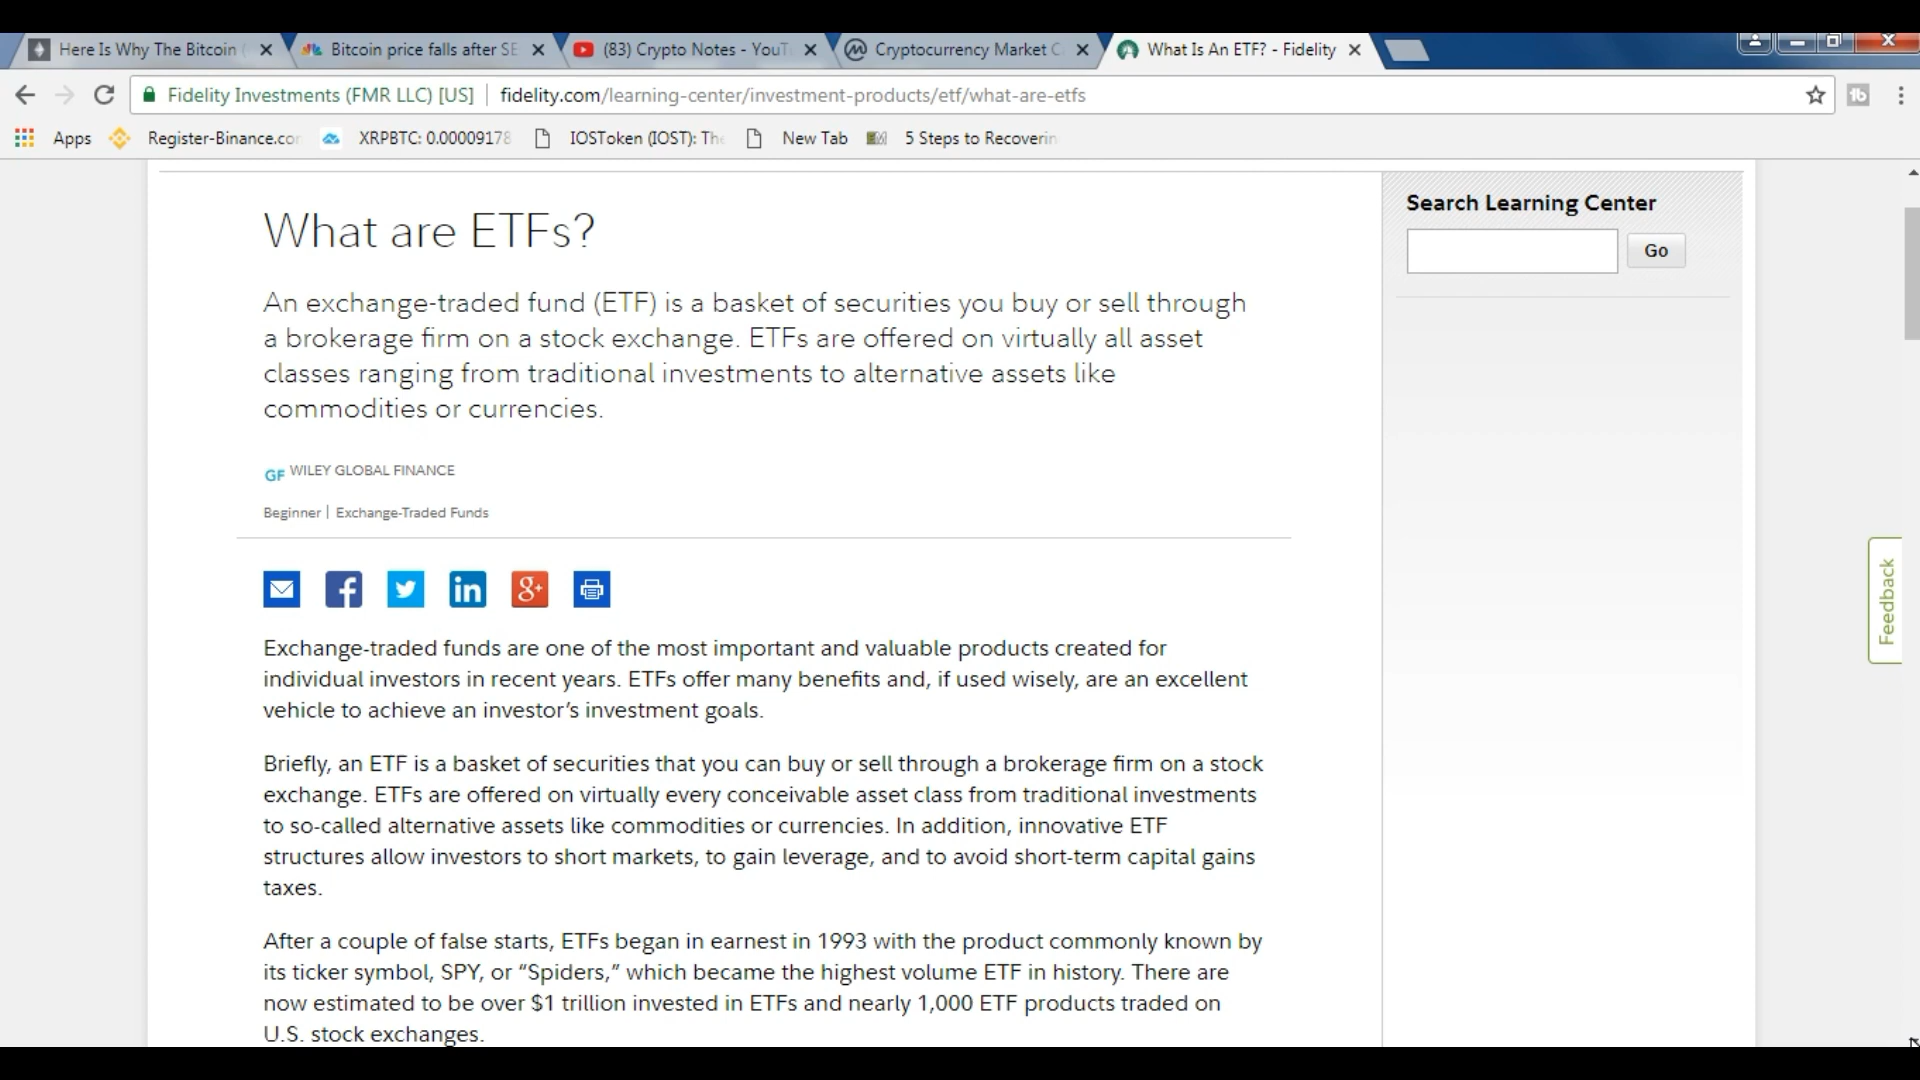 Here Is Why The Bitcoin
Bitcoin price falls after SE
(83) Crypto Notes - YouT
Cryptocurrency Market C
What Is An ETF? - Fidelity
Fidelity Investments (FMR LLC) [US]
fidelity.com/learning-center/investment-products/etf/what-are-etfs
Apps
Register-Binance.co
XRPBTC: 0.00009178
IOSToken (IOST): Th
New Tab
5 Steps to Recoverin
What are ETFs?
An exchange-traded fund (ETF) is a basket of securities you buy or sell through
a brokerage firm on a stock exchange. ETFs are offered on virtually all asset
classes ranging from traditional investments to alternative assets like
commodities or currencies.
GF WILEY GLOBAL FINANCE
Beginner | Exchange-Traded Funds
Exchange-traded funds are one of the most important and valuable products created for
individual investors in recent years. ETFs offer many benefits and, if used wisely, are an excellent
vehicle to achieve an investor’s investment goals.
Briefly, an ETF is a basket of securities that you can buy or sell through a brokerage firm on a stock
exchange. ETFs are offered on virtually every conceivable asset class from traditional investments
to so-called alternative assets like commodities or currencies. In addition, innovative ETF
structures allow investors to short markets, to gain leverage, and to avoid short-term capital gains
taxes.
After a couple of false starts, ETFs began in earnest in 1993 with the product commonly known by
its ticker symbol, SPY, or “Spiders,” which became the highest volume ETF in history. There are
now estimated to be over $1 trillion invested in ETFs and nearly 1,000 ETF products traded on
U.S. stock exchanges.
Search Learning Center
Go
Feedback